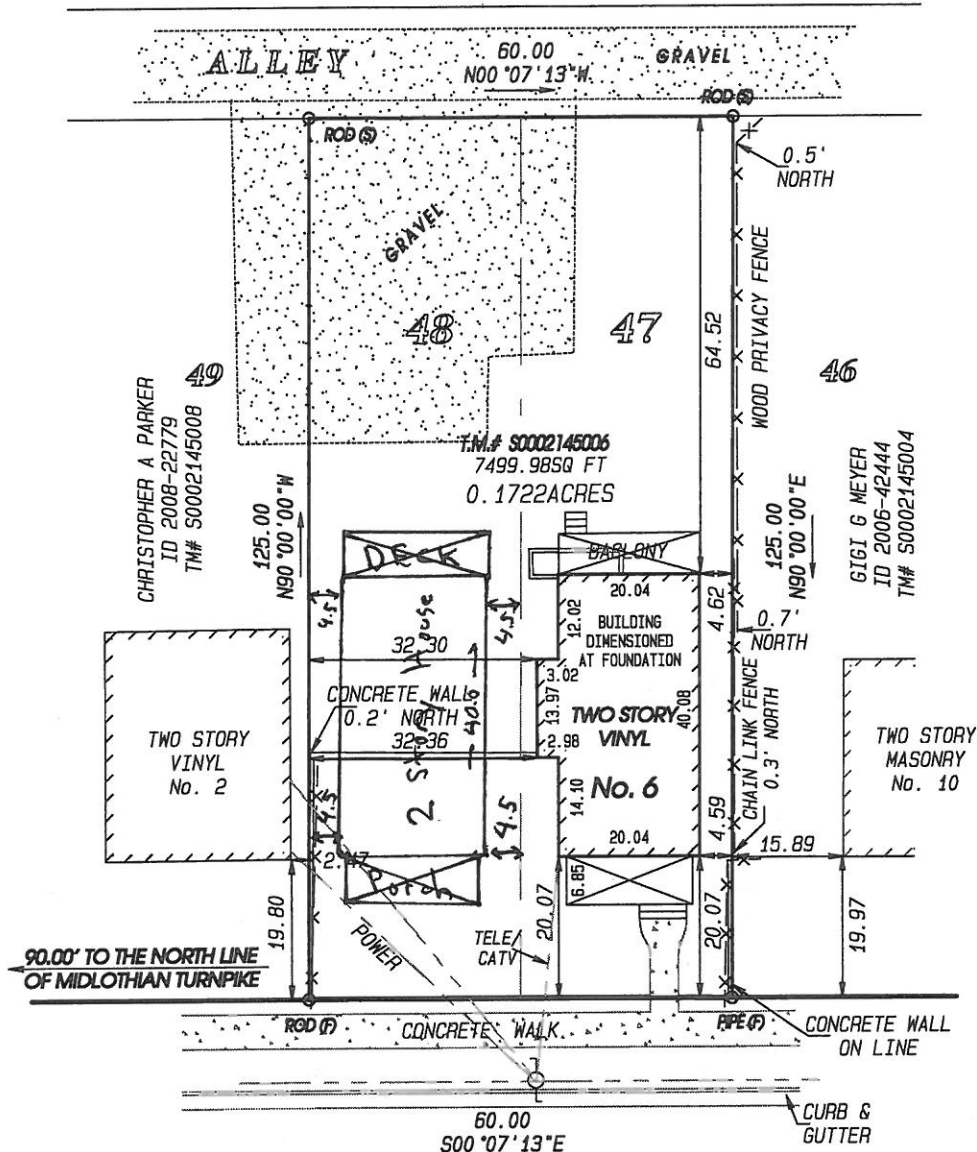 ALLEY
60.00
N00°07'13"W
GRAVEL
ROD (S)
ROD (S)
0.5'
NORTH
GRAVEL
48
47
49
46
64.52
WOOD PRIVACY FENCE
CHRISTOPHER A PARKER
ID 2008-22779
TM# S0002145008
N90°00'00"W
125.00
T.M.# S0002145006
7499.98SQ FT
0.1722ACRES
125.00
N90°00'00"E
GIGI G MEYER
ID 2006-42444
TM# S0002145004
DECK
BACLONY
20.04
4.5
4.5
12.02
BUILDING
DIMENSIONED
AT FOUNDATION
4.62
0.7'
NORTH
32.30
3.02
CONCRETE WALL
0.2' NORTH
32.36
2 Story House
40.0
13.97
2.98
40.08
TWO STORY
VINYL
No. 6
TWO STORY
VINYL
No. 2
TWO STORY
MASONRY
No. 10
CHAIN LINK FENCE
0.3' NORTH
4.5
4.5
14.10
20.04
4.59
15.89
2.47
Porch
6.85
19.80
POWER
TELE/
CATV
20.07
20.07
19.97
90.00' TO THE NORTH LINE
OF MIDLOTHIAN TURNPIKE
ROD (F)
CONCRETE WALK
PIPE (F)
CONCRETE WALL
ON LINE
CURB &
GUTTER
60.00
S00°07'13"E